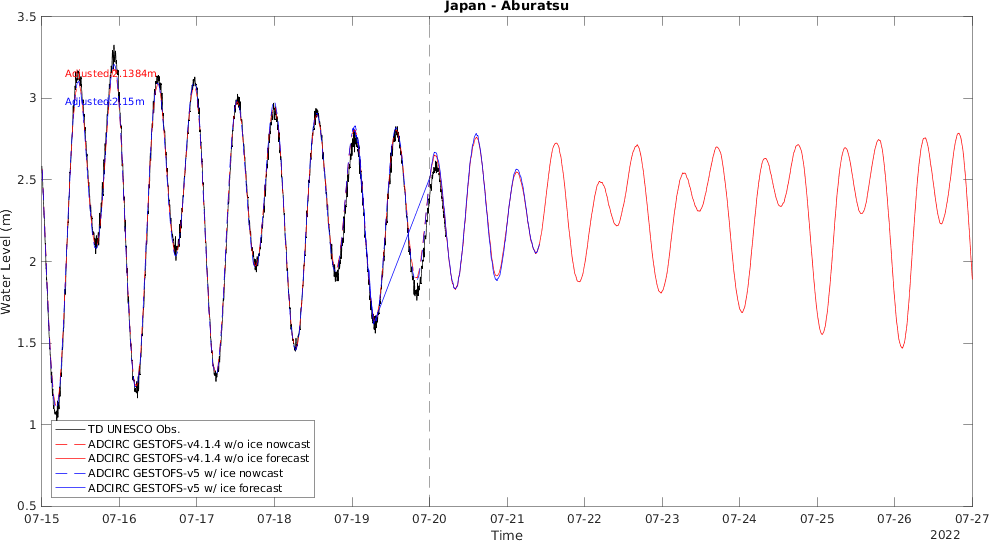 Japan - Aburatsu
3.5
3
2.5
2
1.5
1
0.5
Water Level (m)
Adjusted:2.1384m
Adjusted:2.15m
TD UNESCO Obs.
ADCIRC GESTOFS-v4.1.4 w/o ice nowcast
ADCIRC GESTOFS-v4.1.4 w/o ice forecast
ADCIRC GESTOFS-v5 w/ ice nowcast
ADCIRC GESTOFS-v5 w/ ice forecast
07-15 07-16 07-17 07-18 07-19 07-20 07-21 07-22 07-23 07-24 07-25 07-26 07-27
Time
2022